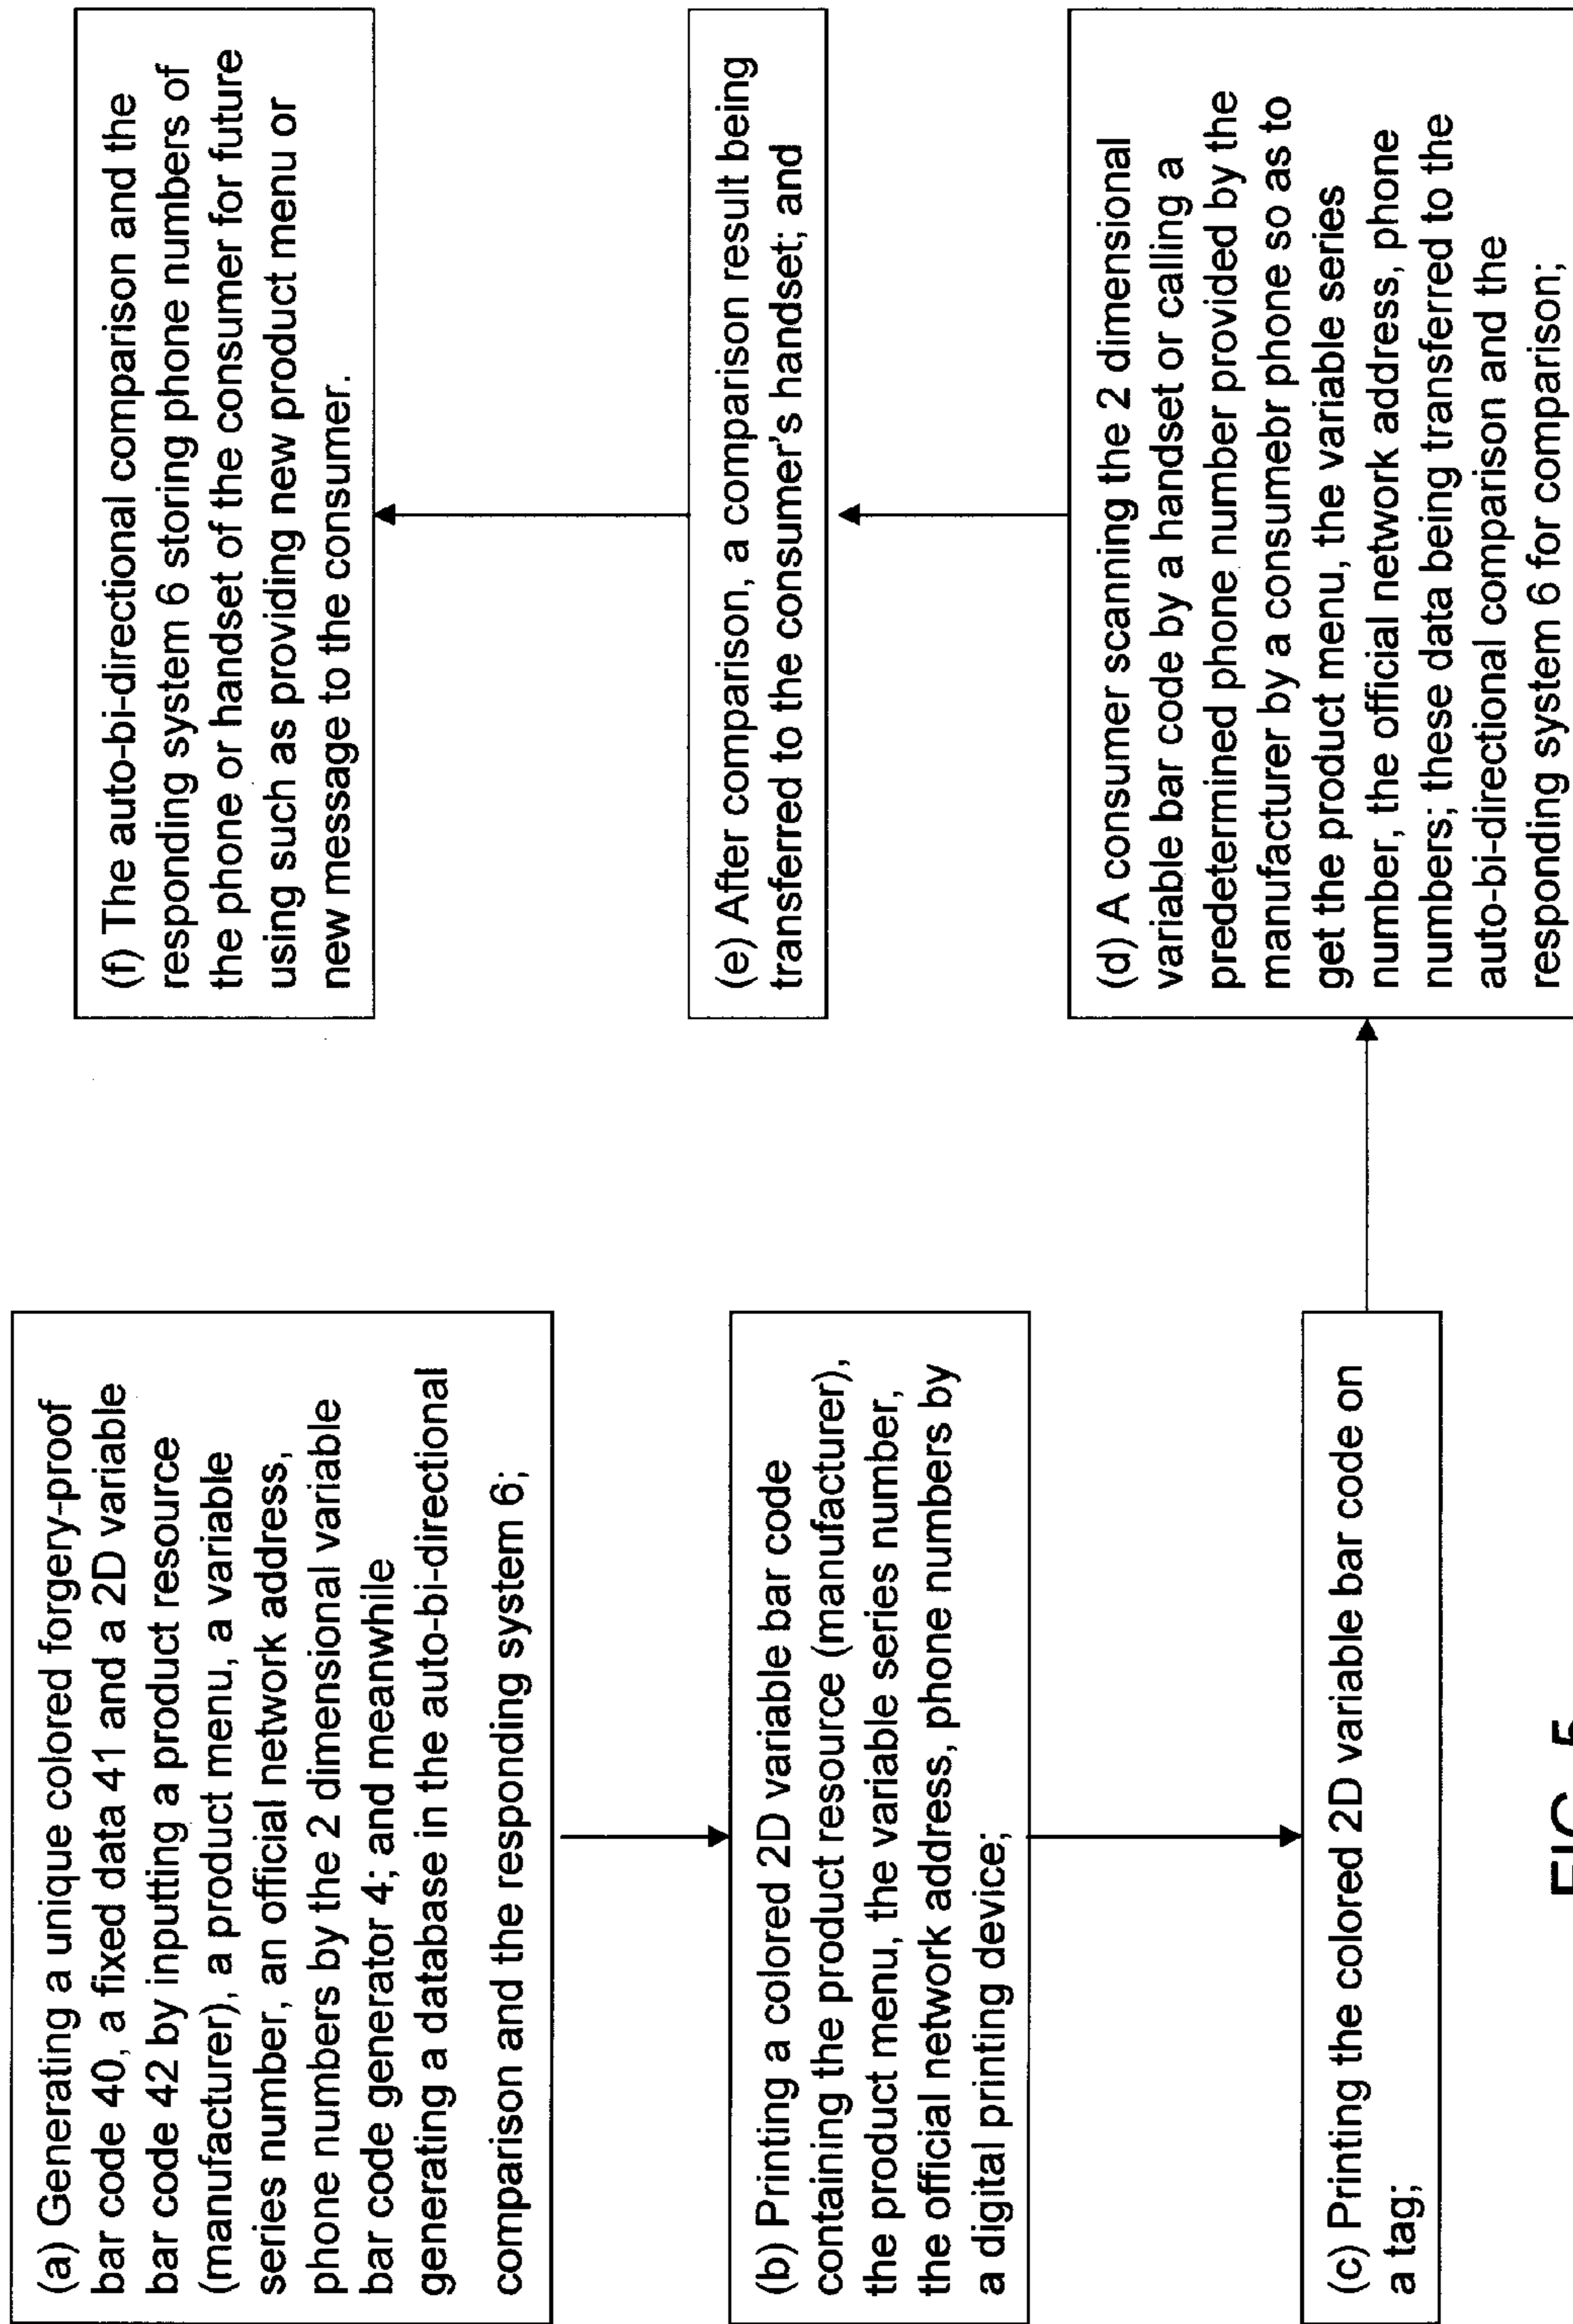 (a) Generating a unique colored forgery-proof
bar code 40, a fixed data 41 and a 2D variable
bar code 42 by inputting a product resource
(manufacturer), a product menu, a variable
series number, an official network address,
phone numbers by the 2 dimensional variable
bar code generator 4; and meanwhile
generating a database in the auto-bi-directional
comparison and the responding system 6;
(b) Printing a colored 2D variable bar code
containing the product resource (manufacturer),
the product menu, the variable series number,
the official network address, phone numbers by
a digital printing device;
(c) Printing the colored 2D variable bar code on
a tag;
(d) A consumer scanning the 2 dimensional
variable bar code by a handset or calling a
predetermined phone number provided by the
manufacturer by a consumebr phone so as to
get the product menu, the variable series
number, the official network address, phone
numbers; these data being transferred to the
auto-bi-directional comparison and the
responding system 6 for comparison;
(e) After comparison, a comparison result being
transferred to the consumer's handset; and
(f) The auto-bi-directional comparison and the
responding system 6 storing phone numbers of
the phone or handset of the consumer for future
using such as providing new product menu or
new message to the consumer.